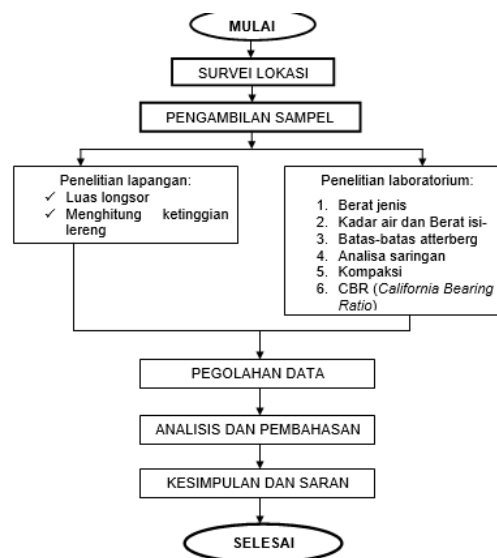 MULAI
SURVEI LOKASI
PENGAMBILAN SAMPEL
Penelitian lapangan:
✓ Luas longsor
✓ Menghitung ketinggian
lereng
Penelitian laboratorium:
1. Berat jenis
2. Kadar air dan Berat isi-
3. Batas-batas atterberg
4. Analisa saringan
5. Kompaksi
6. CBR (California Bearing
Ratio)
PEGOLAHAN DATA
ANALISIS DAN PEMBAHASAN
KESIMPULAN DAN SARAN
SELESAI